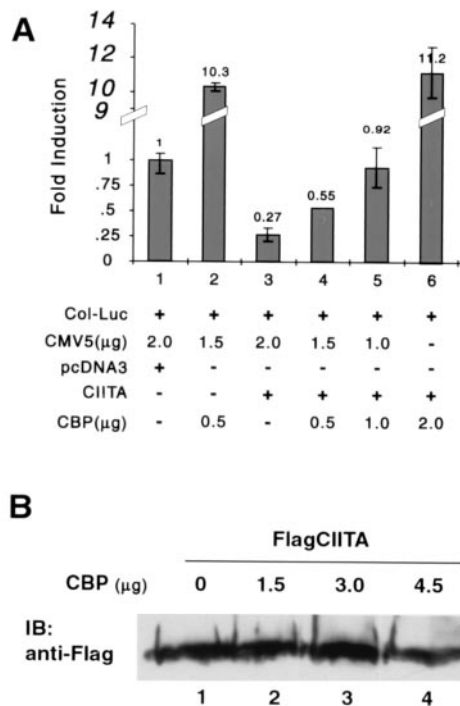 A
Fold Induction
14
12
10
9
1
.75
.5
.25
0
1
10.3
0.27
0.55
0.92
11.2
1 2 3 4 5 6
Col-Luc + + + + + +
CMV5(μg) 2.0 1.5 2.0 1.5 1.0 -
pcDNA3 + - - - - -
CIITA - - + + + +
CBP(μg) - 0.5 - 0.5 1.0 2.0
B
FlagCIITA
CBP (μg) 0 1.5 3.0 4.5
IB:
anti-Flag
1 2 3 4